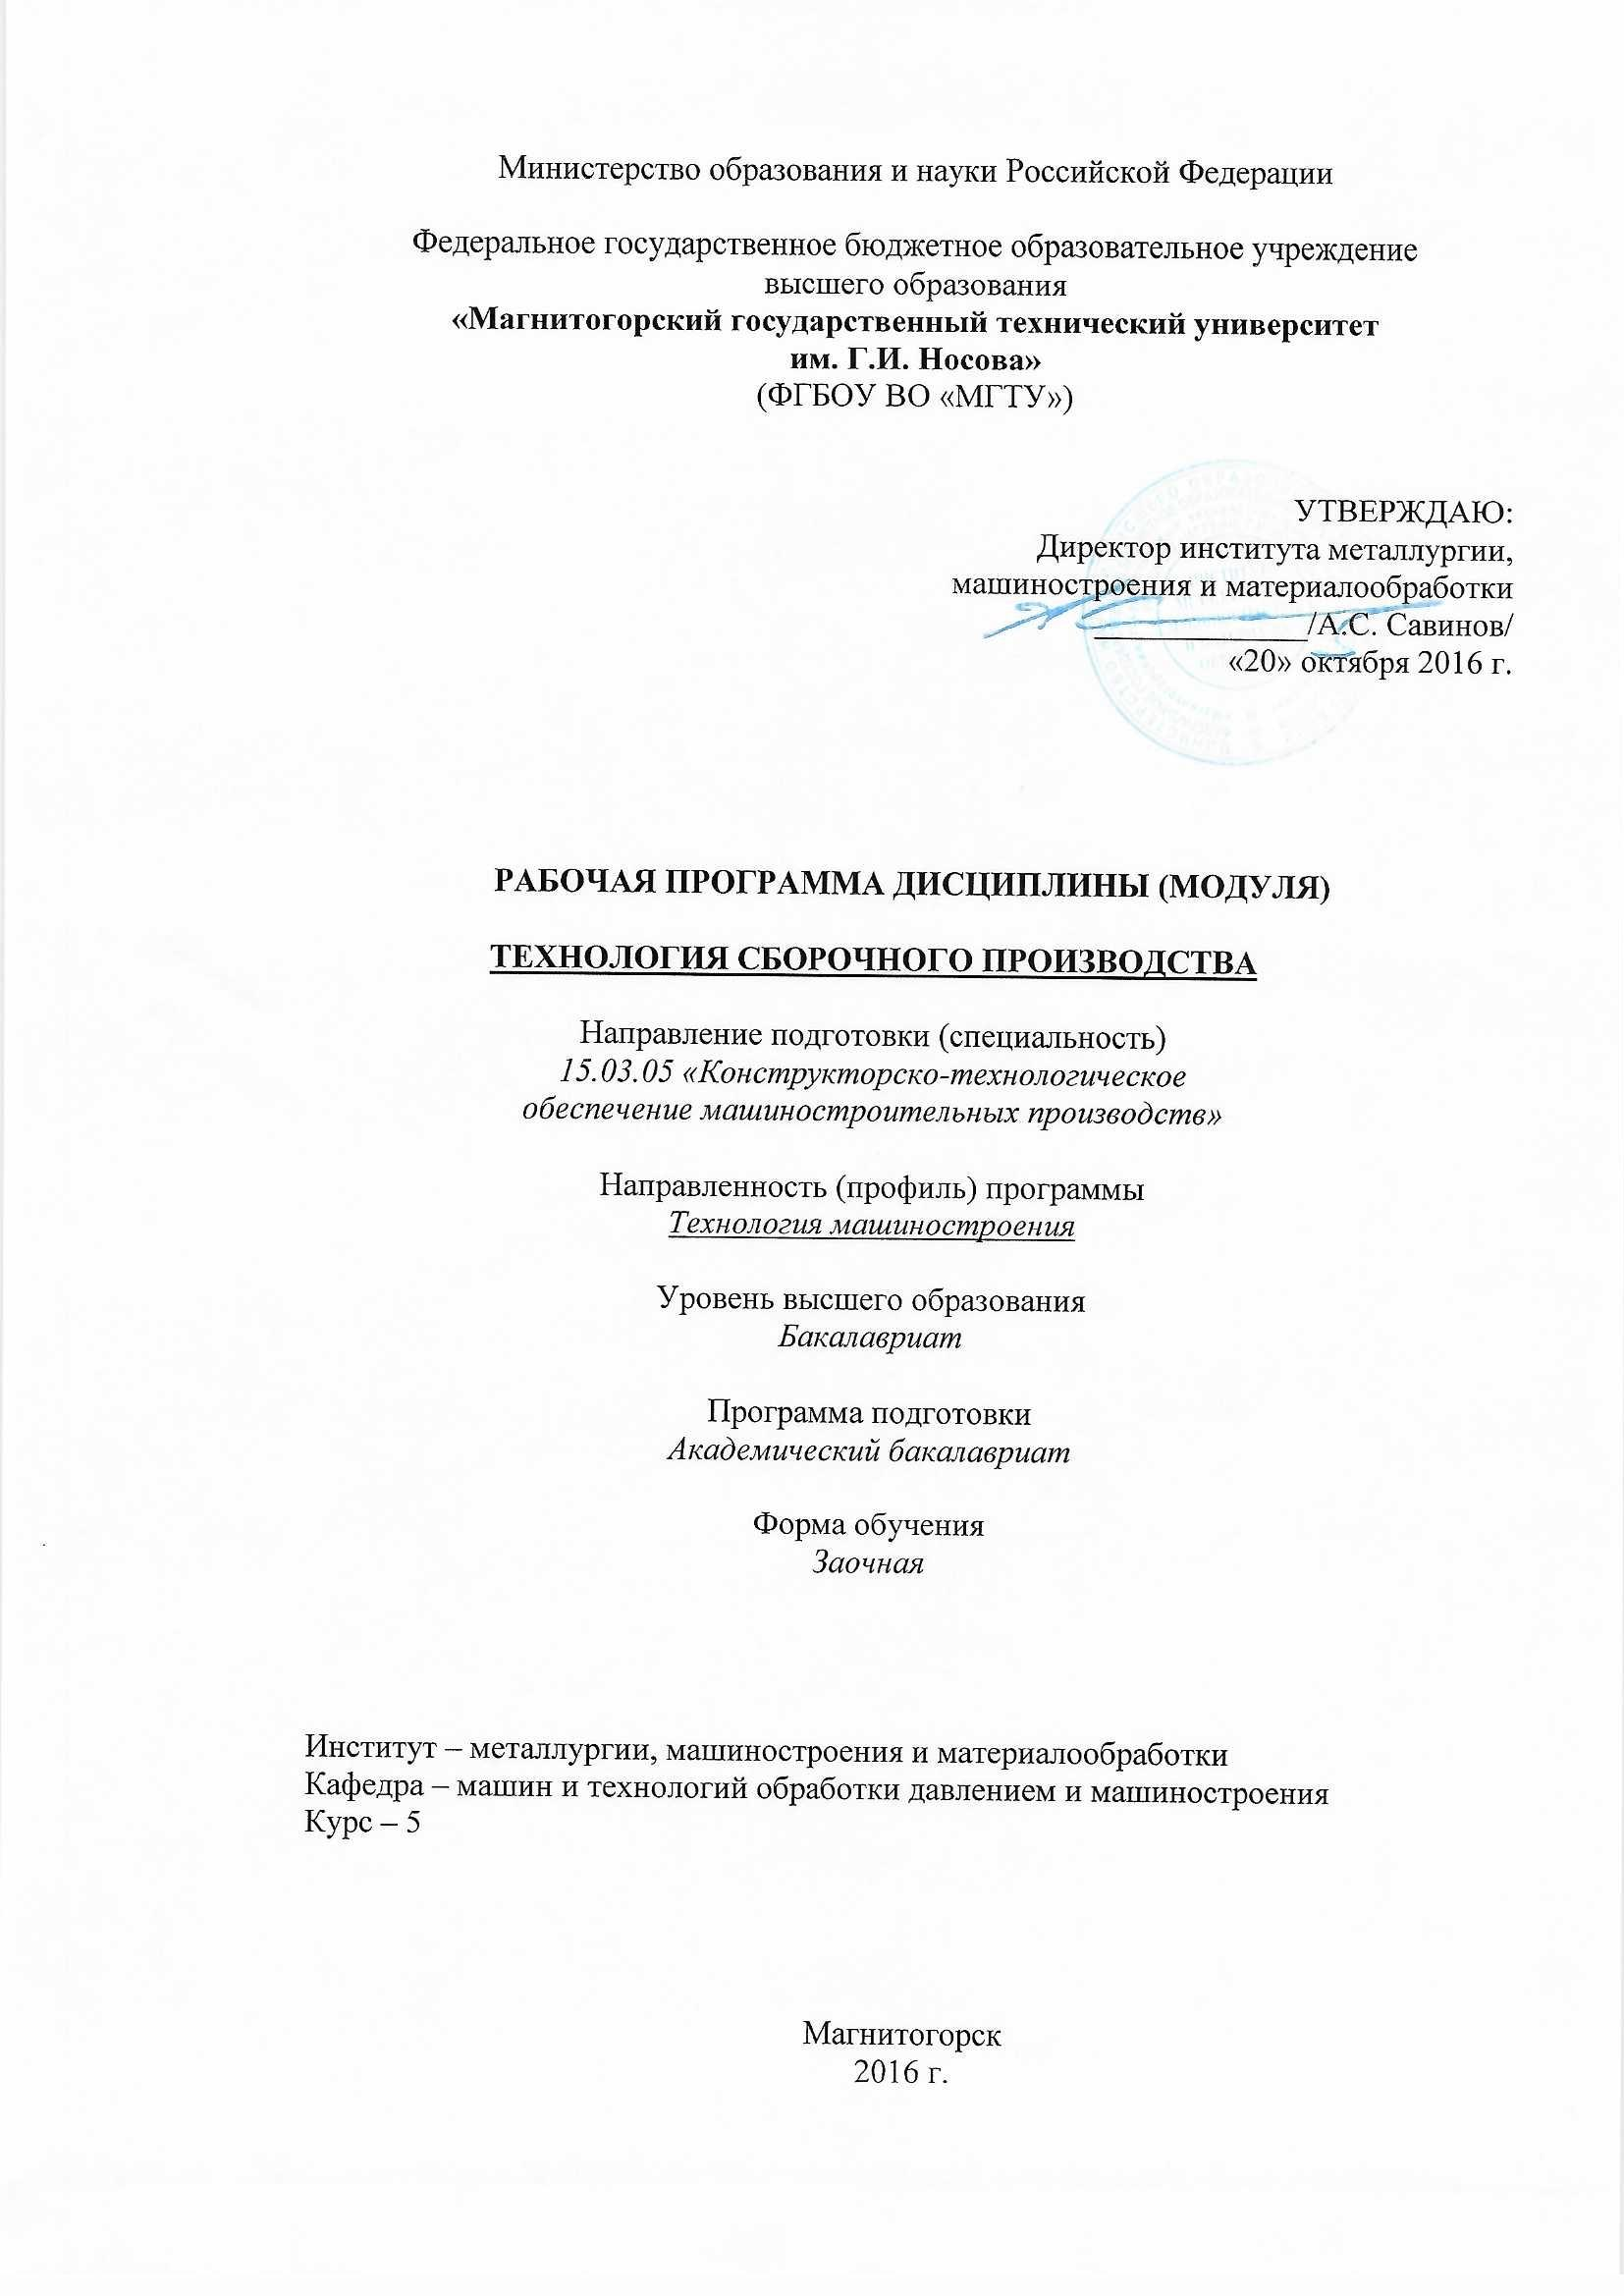 Министерство образования и науки Российской Федерации
Федеральное государственное бюджетное образовательное учреждение
высшего образования
«Магнитогорский государственный технический университет
им. Г.И. Носова»
(ФГБОУ ВО «МГТУ»)
УТВЕРЖДАЮ:
Директор института металлургии,
машиностроения и материалообработки
_____________/А.С. Савинов/
«20» октября 2016 г.
РАБОЧАЯ ПРОГРАММА ДИСЦИПЛИНЫ (МОДУЛЯ)
ТЕХНОЛОГИЯ СБОРОЧНОГО ПРОИЗВОДСТВА
Направление подготовки (специальность)
15.03.05 «Конструкторско-технологическое
обеспечение машиностроительных производств»
Направленность (профиль) программы
Технология машиностроения
Уровень высшего образования
Бакалавриат
Программа подготовки
Академический бакалавриат
Форма обучения
Заочная
Институт – металлургии, машиностроения и материалообработки
Кафедра – машин и технологий обработки давлением и машиностроения
Курс – 5
Магнитогорск
2016 г.